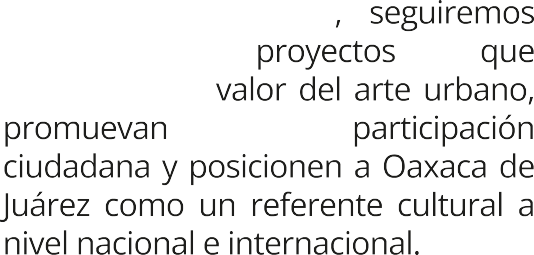 , seguiremos
proyectos que
valor del arte urbano,
promuevan participación
ciudadana y posicionen a Oaxaca de
Juárez como un referente cultural a
nivel nacional e internacional.